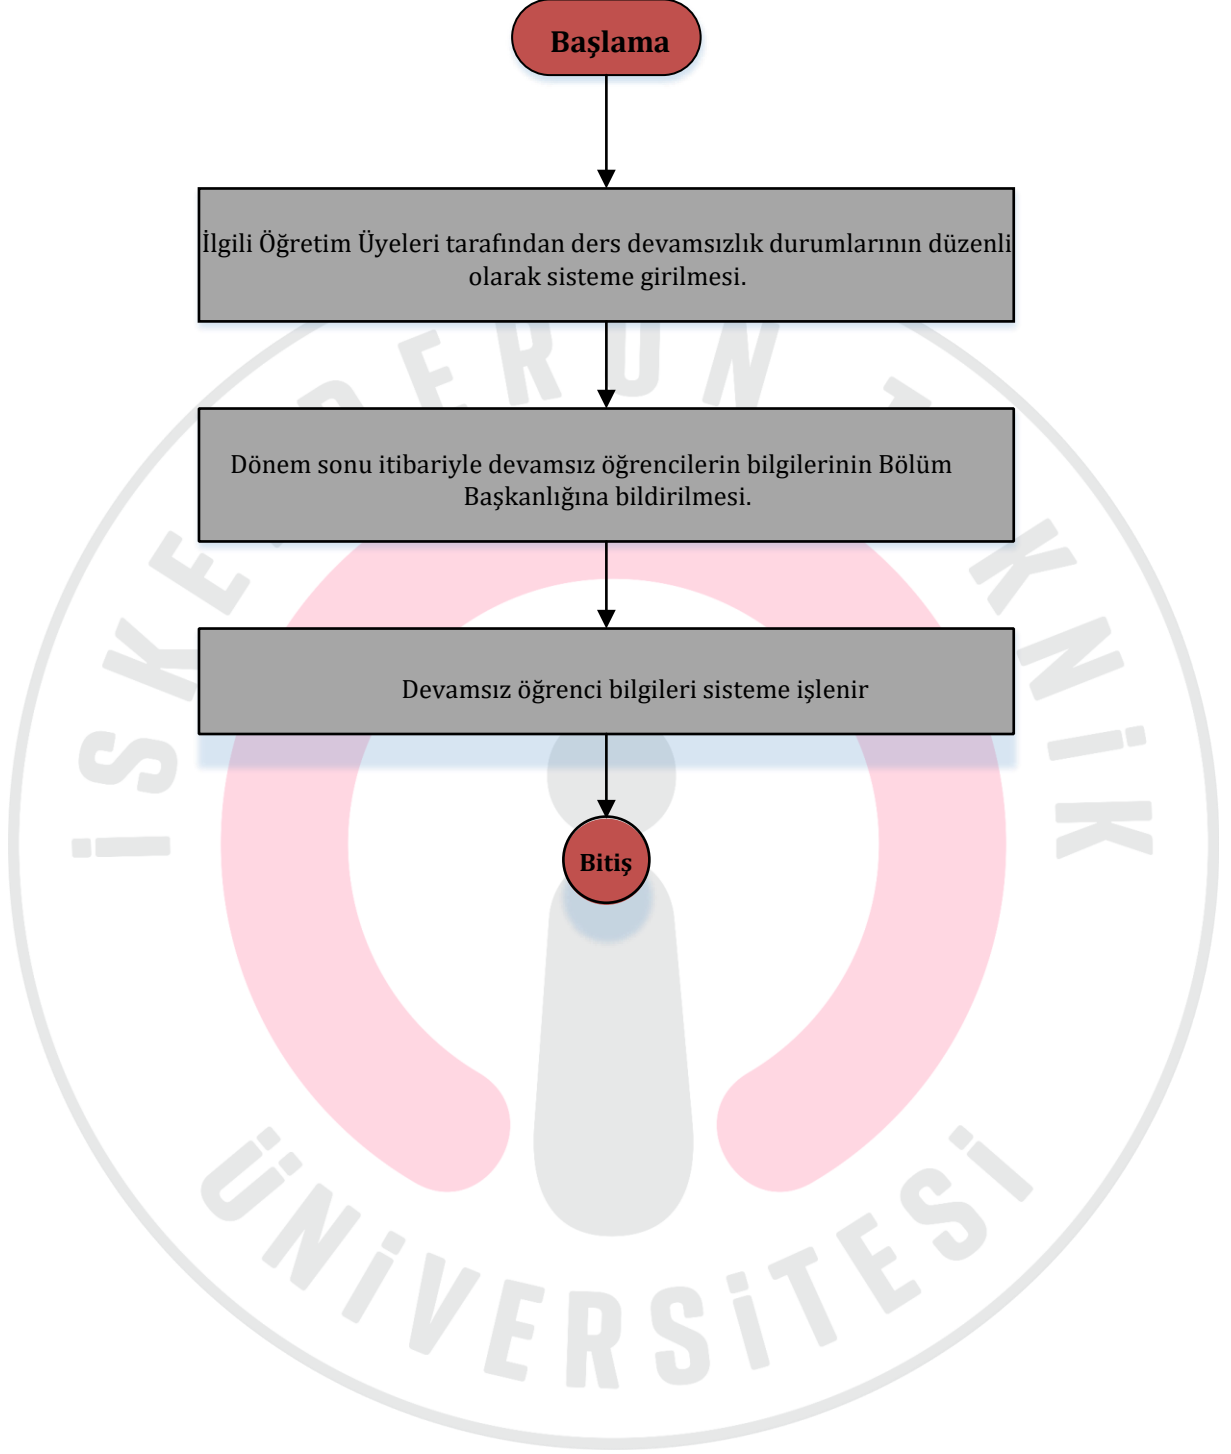 Başlama
İlgili Öğretim Üyeleri tarafından ders devamsızlık durumlarının düzenli
olarak sisteme girilmesi.
Dönem sonu itibariyle devamsız öğrencilerin bilgilerinin Bölüm
Başkanlığına bildirilmesi.
Devamsız öğrenci bilgileri sisteme işlenir
Bitiş
İSKENDERUN TEKNİK
ÜNİVERSİTESİ